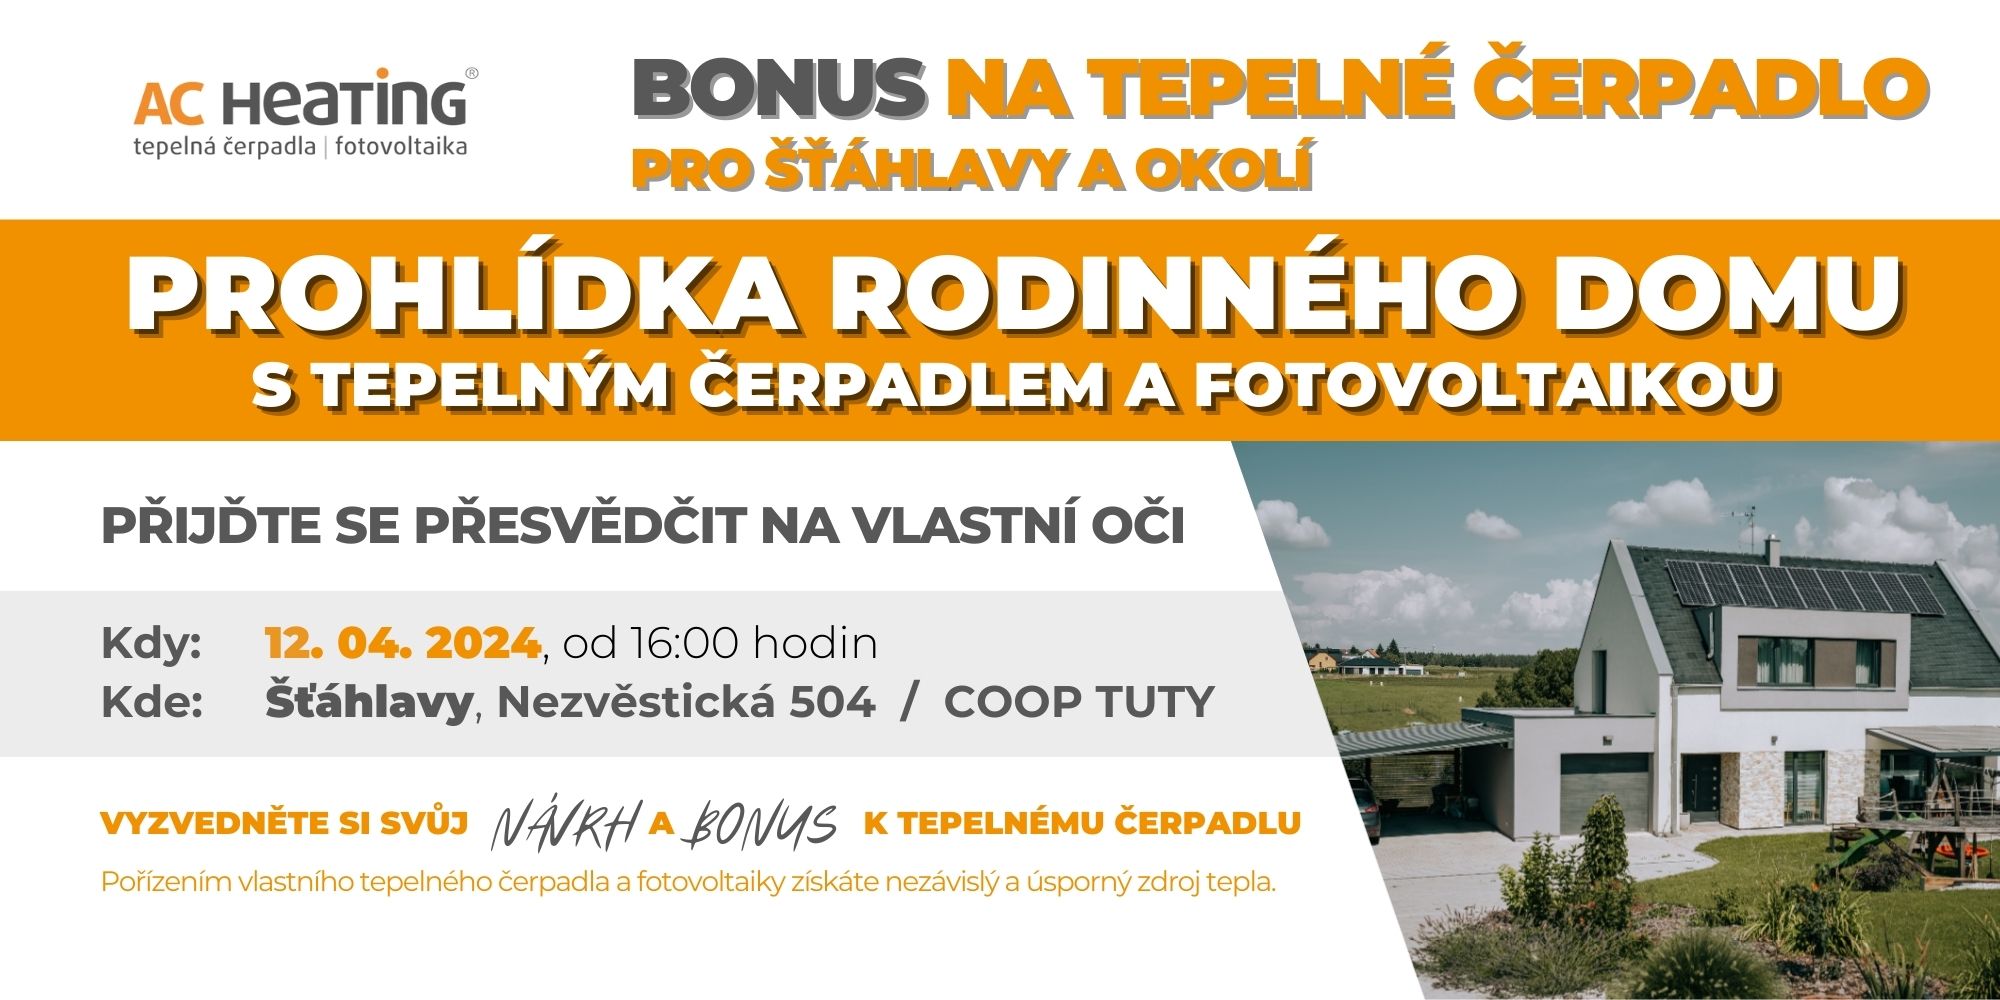 AC Heating®
tepelná čerpadla | fotovoltaika
BONUS NA TEPELNÉ ČERPADLO
PRO ŠŤÁHLAVY A OKOLÍ
PROHLÍDKA RODINNÉHO DOMU
S TEPELNÝM ČERPADLEM A FOTOVOLTAIKOU
PŘIJĎTE SE PŘESVĚDČIT NA VLASTNÍ OČI
Kdy: 12. 04. 2024, od 16:00 hodin
Kde: Šťáhlavy, Nezvěstická 504 / COOP TUTY
VYZVEDNĚTE SI SVŮJ NÁVRH A BONUS K TEPELNÉMU ČERPADLU
Pořízením vlastního tepelného čerpadla a fotovoltaiky získáte nezávislý a úsporný zdroj tepla.